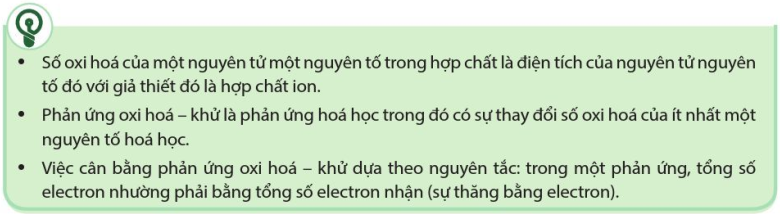 • Số oxi hoá của một nguyên tử một nguyên tố trong hợp chất là điện tích của nguyên tử nguyên
tố đó với giả thiết đó là hợp chất ion.
• Phản ứng oxi hoá – khử là phản ứng hoá học trong đó có sự thay đổi số oxi hoá của ít nhất một
nguyên tố hoá học.
• Việc cân bằng phản ứng oxi hoá – khử dựa theo nguyên tắc: trong một phản ứng, tổng số
electron nhường phải bằng tổng số electron nhận (sự thăng bằng electron).